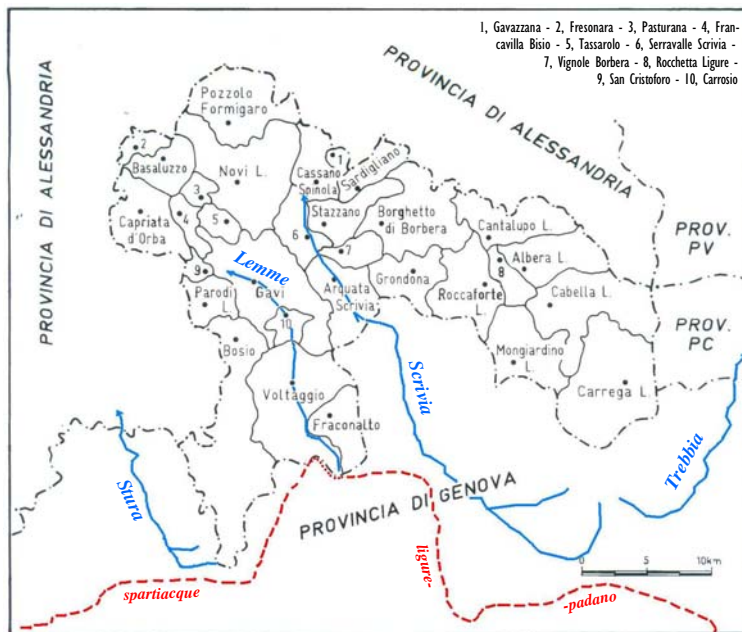 1, Gavazzana - 2, Fresonara - 3, Pasturana - 4, Fran-
cavilla Bisio - 5, Tassarolo - 6, Serravalle Scrivia -
7, Vignole Borbera - 8, Rocchetta Ligure -
9, San Cristoforo - 10, Carrosio
PROVINCIA DI ALESSANDRIA
PROVINCIA DI ALESSANDRIA
Pozzolo
Formigaro
2
Basaluzzo
Novi L.
1
Cassano
Spinola
Sardigliano
3
4
5
Capriata
d'Orba
Stazzano
6
7
Borghetto
di Borbera
Cantalupo L.
PROV.
PV
Lemme
9
Gavi
Parodi
L.
10
Arquata
Scrivia
Grondona
8
Albera L.
Roccaforte
L.
Cabella L.
PROV.
PC
Bosio
Mongiardino
L.
Voltaggio
Fraconalto
Carrega L.
Scrivia
Trebbia
Stura
PROVINCIA DI GENOVA
0 5 10km
spartiacque
ligure-
-padano